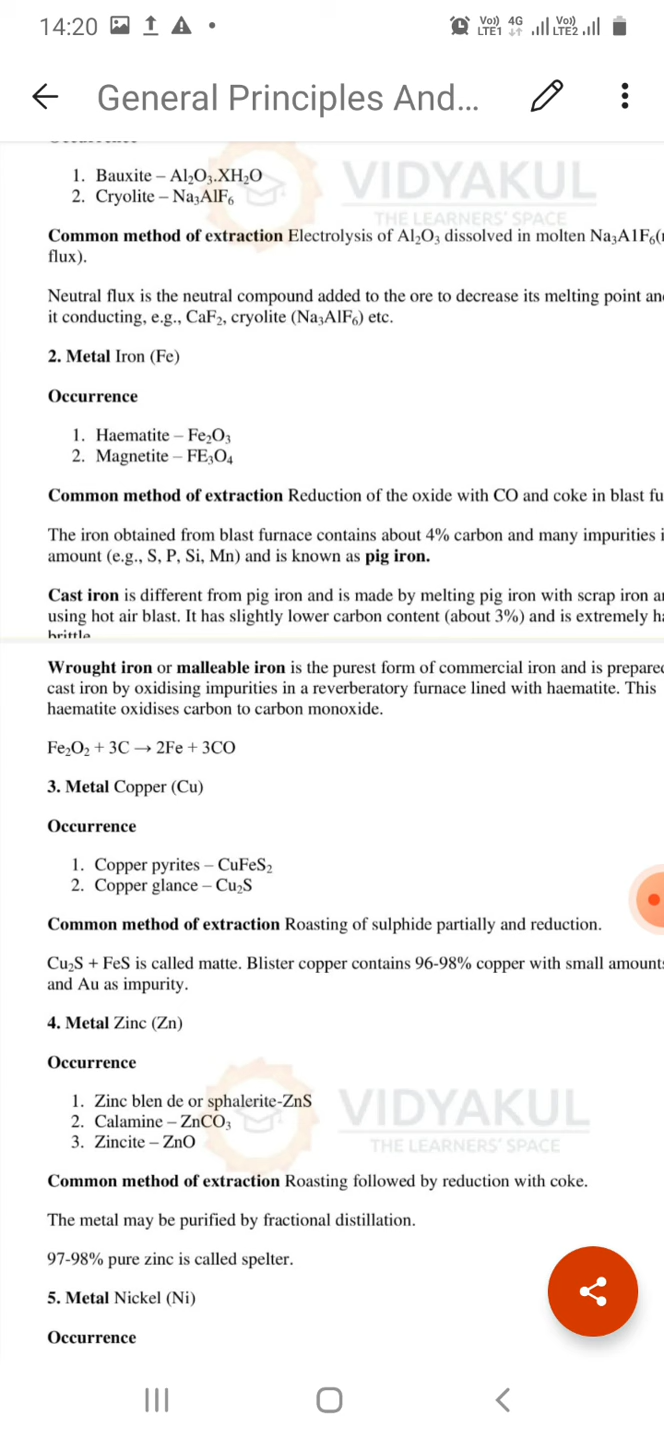 14:20
Vo)) 4G Vo))
LTE1 LTE2
General Principles And...
1. Bauxite – Al₂O₃.XH₂O
2. Cryolite – Na₃AlF₆
VIDYAKUL
THE LEARNERS' SPACE
Common method of extraction Electrolysis of Al₂O₃ dissolved in molten Na₃A1F₆(
flux).
Neutral flux is the neutral compound added to the ore to decrease its melting point an
it conducting, e.g., CaF₂, cryolite (Na₃AlF₆) etc.
2. Metal Iron (Fe)
Occurrence
1. Haematite – Fe₂O₃
2. Magnetite – FE₃O₄
Common method of extraction Reduction of the oxide with CO and coke in blast fu
The iron obtained from blast furnace contains about 4% carbon and many impurities i
amount (e.g., S, P, Si, Mn) and is known as pig iron.
Cast iron is different from pig iron and is made by melting pig iron with scrap iron a
using hot air blast. It has slightly lower carbon content (about 3%) and is extremely ha
brittle
Wrought iron or malleable iron is the purest form of commercial iron and is prepared
cast iron by oxidising impurities in a reverberatory furnace lined with haematite. This
haematite oxidises carbon to carbon monoxide.
Fe₂O₂ + 3C → 2Fe + 3CO
3. Metal Copper (Cu)
Occurrence
1. Copper pyrites – CuFeS₂
2. Copper glance – Cu₂S
Common method of extraction Roasting of sulphide partially and reduction.
Cu₂S + FeS is called matte. Blister copper contains 96-98% copper with small amounts
and Au as impurity.
4. Metal Zinc (Zn)
Occurrence
1. Zinc blen de or sphalerite-ZnS
2. Calamine – ZnCO₃
3. Zincite – ZnO
VIDYAKUL
THE LEARNERS' SPACE
Common method of extraction Roasting followed by reduction with coke.
The metal may be purified by fractional distillation.
97-98% pure zinc is called spelter.
5. Metal Nickel (Ni)
Occurrence